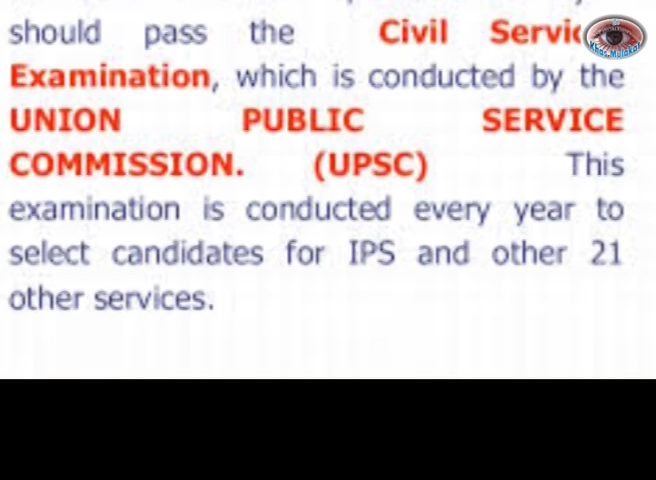 should pass the Civil
Examination, which is conducted by the
UNION PUBLIC SERVICE
COMMISSION. (UPSC) This
examination is conducted every year to
select candidates for IPS and other 21
other services.